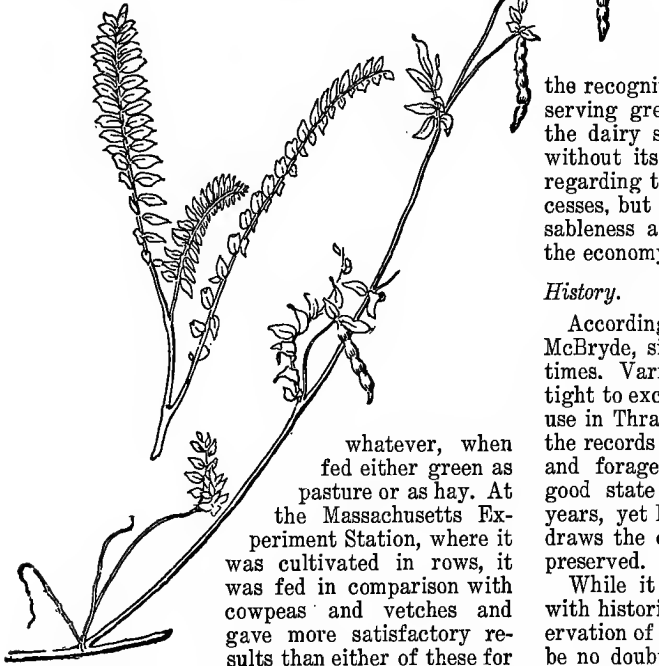 whatever, when
fed either green as
pasture or as hay. At
the Massachusetts Ex-
periment Station, where it
was cultivated in rows, it
was fed in comparison with
cowpeas and vetches and
gave more satisfactory re-
sults than either of these for
the recogni
serving gre
the dairy s
without its
regarding t
cesses, but
sableness a
the economy
History.
According
McBryde, si
times. Vari
tight to exc
use in Thra
the records
and forage
good state
years, yet
draws the
preserved.
While it
with histori
ervation of
be no doub